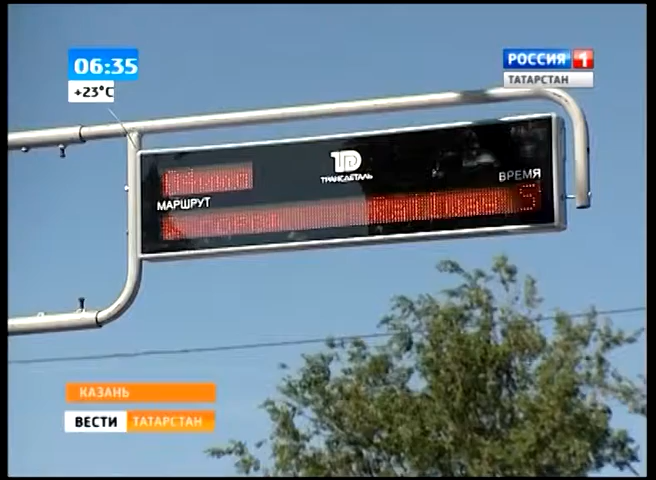 06:35
+23°C
РОССИЯ 1
ТАТАРСТАН
ТРАНСДЕТАЛЬ
ВРЕМЯ
МАРШРУТ
КАЗАНЬ
ВЕСТИ ТАТАРСТАН